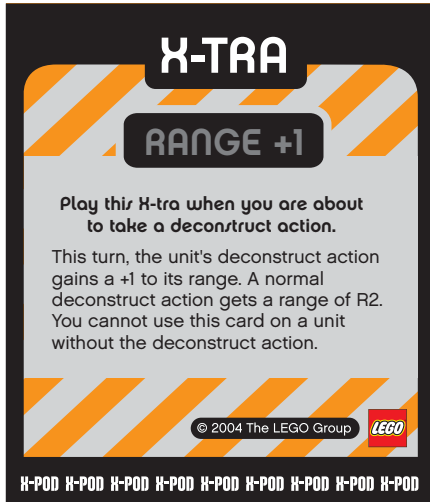 X-TRA
RANGE +1
Play this X-tra when you are about
to take a deconstruct action.
This turn, the unit's deconstruct action
gains a +1 to its range. A normal
deconstruct action gets a range of R2.
You cannot use this card on a unit
without the deconstruct action.
© 2004 The LEGO Group LEGO
X-POD X-POD X-POD X-POD X-POD X-POD X-POD X-POD X-POD